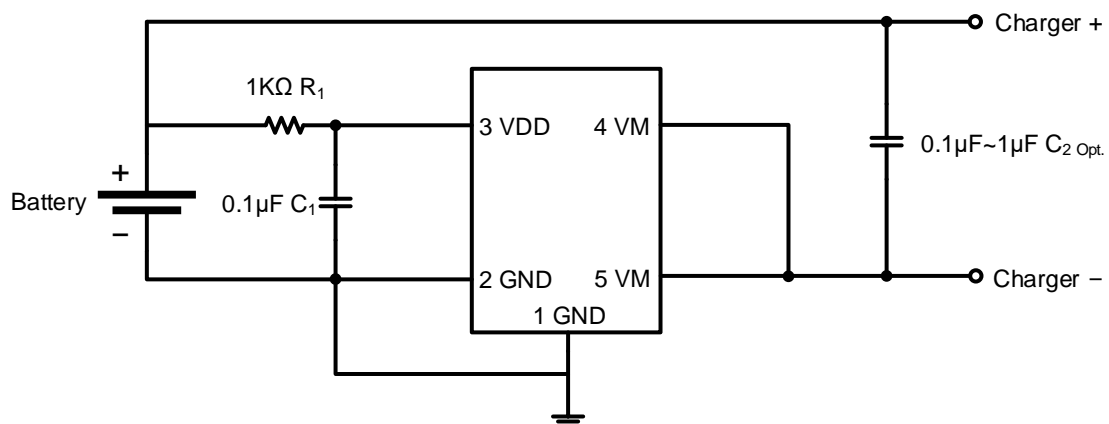 Charger +
1KΩ R₁
3 VDD
4 VM
0.1μF~1μF C₂ Opt.
+
Battery
−
0.1μF C₁
2 GND
5 VM
Charger −
1 GND